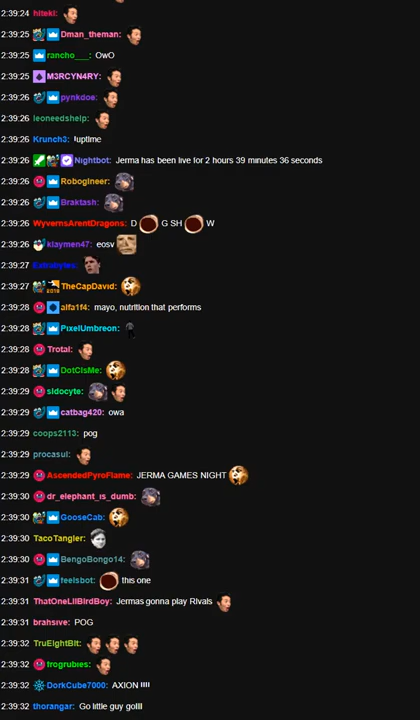 2:39:24 hiteki:
2:39:25 Dman_theman:
2:39:25 rancho___: OwO
2:39:25 M3RCYN4RY:
2:39:26 pynkdoe:
2:39:26 leoneedshelp:
2:39:26 Krunch3: !uptime
2:39:26 Nightbot: Jerma has been live for 2 hours 39 minutes 36 seconds
2:39:26 RoboGineer:
2:39:26 Braktash:
2:39:26 WyvernsArentDragons: D G SH W
2:39:26 klaymen47: eosv
2:39:27
2:39:27 TheCapDavid:
2:39:28 alfa1f4: mayo, nutrition that performs
2:39:28 PixelUmbreon:
2:39:28 Trotal:
2:39:28 DotCisMe:
2:39:29 sidocyte:
2:39:29 catbag420: owa
2:39:29 coops2113: pog
2:39:29 procasul:
2:39:29 AscendedPyroFlame: JERMA GAMES NIGHT
2:39:30 dr_elephant_is_dumb:
2:39:30 GooseCab:
2:39:30 TacoTangler:
2:39:30 BengoBongo14:
2:39:31 feelsbot: this one
2:39:31 ThatOneLilBirdBoy: Jermas gonna play Rivals
2:39:31 brahsive: POG
2:39:32 TruEightBit:
2:39:32 frogrubies:
2:39:32 DorkCube7000: AXION !!!!
2:39:32 thorangar: Go little guy go!!!